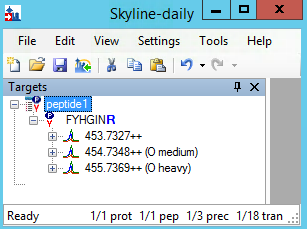 Skyline-daily
File Edit View Settings Tools Help
Targets
peptide1
FYHGINR
453.7327++
454.7348++ (O medium)
455.7369++ (O heavy)
Ready 1/1 prot 1/1 pep 1/3 prec 1/18 tran